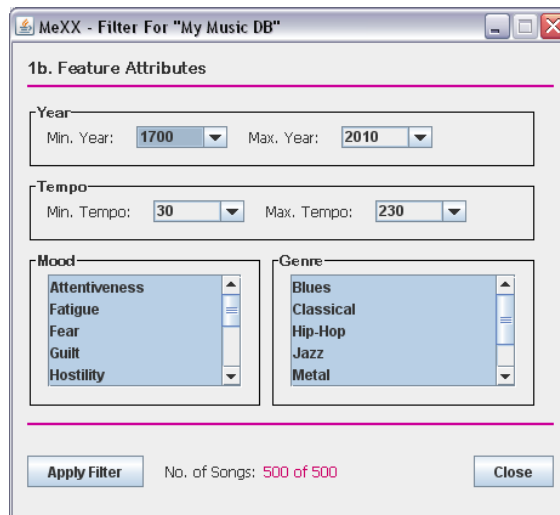 MeXX - Filter For "My Music DB"
1b. Feature Attributes
Year
Min. Year: 1700 Max. Year: 2010
Tempo
Min. Tempo: 30 Max. Tempo: 230
Mood
Attentiveness
Fatigue
Fear
Guilt
Hostility
Genre
Blues
Classical
Hip-Hop
Jazz
Metal
Apply Filter No. of Songs: 500 of 500 Close